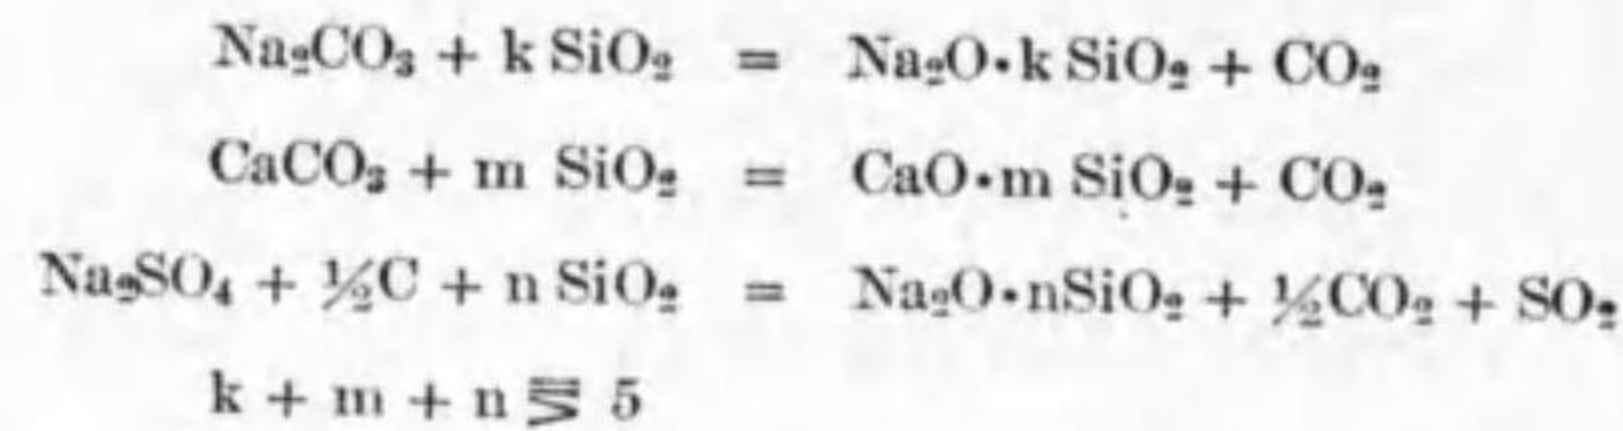 Na₂CO₃ + k SiO₂ = Na₂O·k SiO₂ + CO₂
CaCO₃ + m SiO₂ = CaO·m SiO₂ + CO₂
Na₂SO₄ + ½C + n SiO₂ = Na₂O·nSiO₂ + ½CO₂ + SO₂
k + m + n ⋚ 5